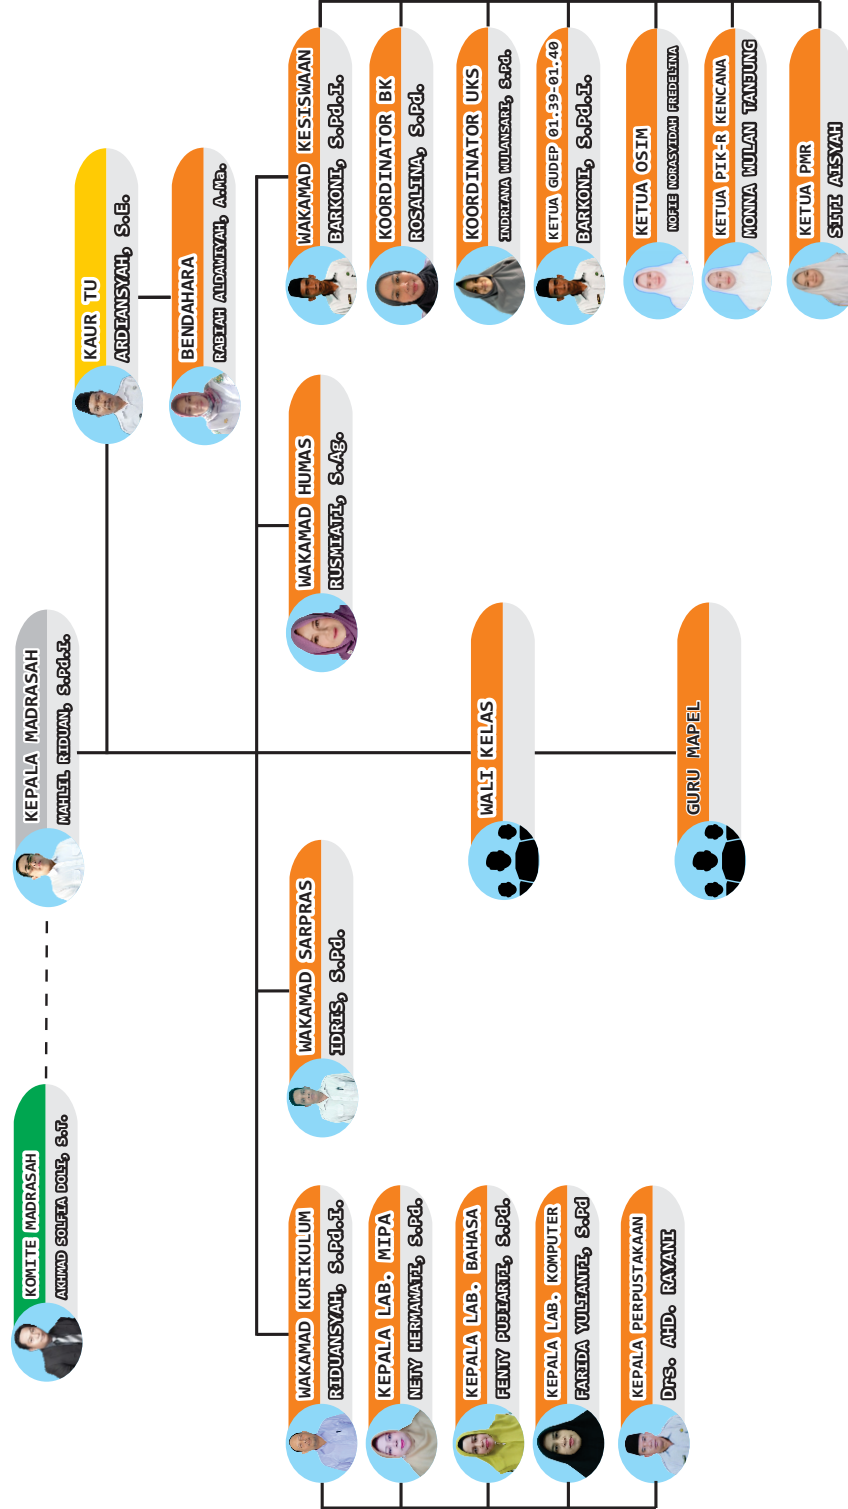 KOMITE MADRASAH
AKHMAD SOLFIA DOLI, S.T.
KEPALA MADRASAH
MAHLIL RIDUAN, S.Pd.I.
KAUR TU
ARDIANSYAH, S.E.
BENDAHARA
RABIAH ALDAWIYAH, A.Ma.
WAKAMAD KURIKULUM
RIDUANSYAH, S.Pd.I.
KEPALA LAB. MIPA
NETY HERMAWATI, S.Pd.
KEPALA LAB. BAHASA
FENTY PUJIARTI, S.Pd.
KEPALA LAB. KOMPUTER
FARIDA YULIANTI, S.Pd
KEPALA PERPUSTAKAAN
Drs. AHD. RAYANI
WAKAMAD SARPRAS
IDRIS, S.Pd.
WALI KELAS
GURU MAPEL
WAKAMAD HUMAS
RUSMIATI, S.Ag.
WAKAMAD KESISWAAN
BARKONI, S.Pd.I.
KOORDINATOR BK
ROSALINA, S.Pd.
KOORDINATOR UKS
INDRIANA WULANSARI, S.Pd.
KETUA GUDEP 01.39-01.40
BARKONI, S.Pd.I.
KETUA OSIM
NOFIE NORASYIDAH FREDELINA
KETUA PIK-R KENCANA
MONNA WULAN TANJUNG
KETUA PMR
SITI AISYAH